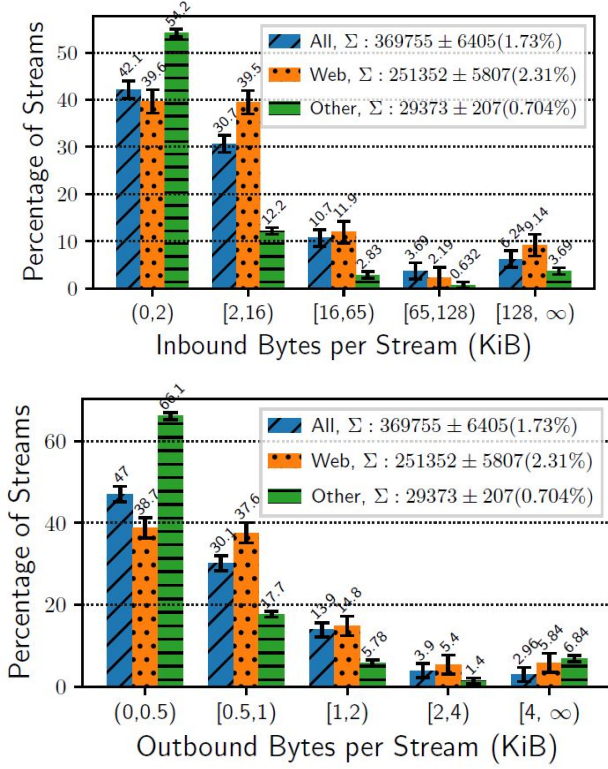 Percentage of Streams
50
40
30
20
10
0
All, Σ : 369755 ± 6405(1.73%)
Web, Σ : 251352 ± 5807(2.31%)
Other, Σ : 29373 ± 207(0.704%)
42.1 39.6 54.2
30.7 39.5 12.2
10.7 11.9 2.83
3.69 2.19 0.632
6.24 9.14 3.69
(0,2) [2,16) [16,65) [65,128) [128, ∞)
Inbound Bytes per Stream (KiB)
Percentage of Streams
60
40
20
0
All, Σ : 369755 ± 6405(1.73%)
Web, Σ : 251352 ± 5807(2.31%)
Other, Σ : 29373 ± 207(0.704%)
47 38.7 66.1
30.1 37.6 17.7
13.9 14.8 5.78
3.9 5.4 1.4
2.96 5.84 6.84
(0,0.5) [0.5,1) [1,2) [2,4) [4, ∞)
Outbound Bytes per Stream (KiB)